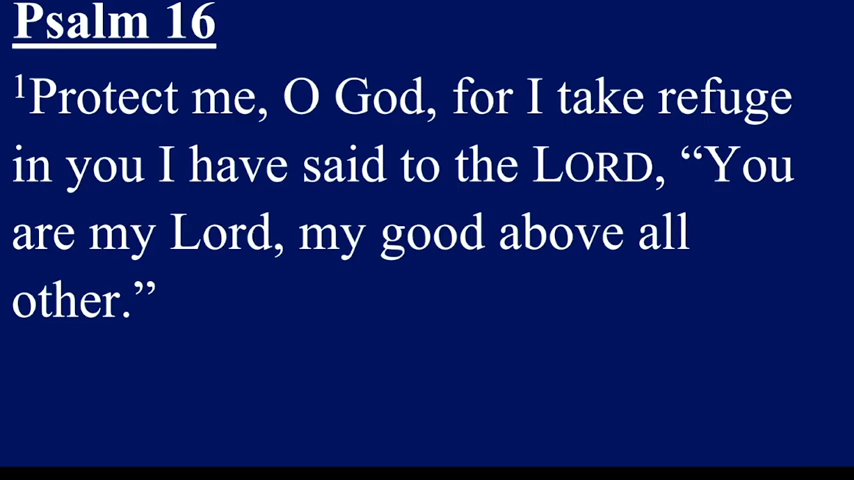 Psalm 16
¹Protect me, O God, for I take refuge
in you I have said to the LORD, “You
are my Lord, my good above all
other.”